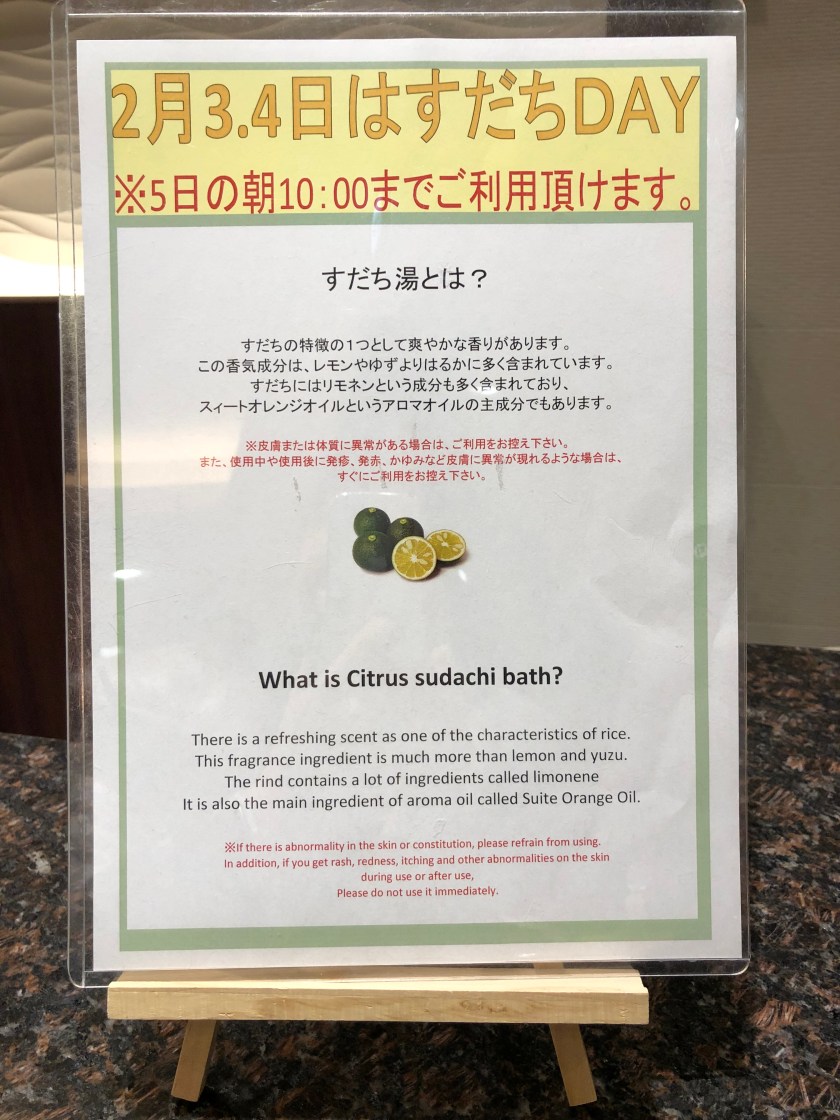 2月3.4日はすだちDAY
※5日の朝10:00までご利用頂けます。
すだち湯とは？
すだちの特徴の１つとして爽やかな香りがあります。
この香気成分は、レモンやゆずよりはるかに多く含まれています。
すだちにはリモネンという成分も多く含まれており、
スィートオレンジオイルというアロマオイルの主成分でもあります。
※皮膚または体質に異常がある場合は、ご利用をお控え下さい。
また、使用中や使用後に発疹、発赤、かゆみなど皮膚に異常が現れるような場合は、
すぐにご利用をお控え下さい。
What is Citrus sudachi bath?
There is a refreshing scent as one of the characteristics of rice.
This fragrance ingredient is much more than lemon and yuzu.
The rind contains a lot of ingredients called limonene
It is also the main ingredient of aroma oil called Suite Orange Oil.
※If there is abnormality in the skin or constitution, please refrain from using.
In addition, if you get rash, redness, itching and other abnormalities on the skin
during use or after use,
Please do not use it immediately.